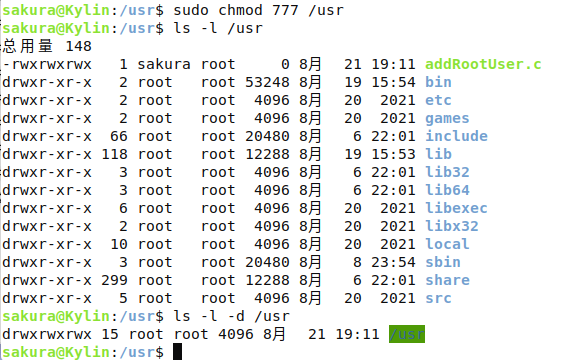 sakura@Kylin:/usr$ sudo chmod 777 /usr
sakura@Kylin:/usr$ ls -l /usr
总用量 148
-rwxrwxrwx   1 sakura root     0 8月   21 19:11 addRootUser.c
drwxr-xr-x   2 root   root 53248 8月   19 15:54 bin
drwxr-xr-x   2 root   root  4096 8月   20  2021 etc
drwxr-xr-x   2 root   root  4096 8月   20  2021 games
drwxr-xr-x  66 root   root 20480 8月    6 22:01 include
drwxr-xr-x 118 root   root 12288 8月   19 15:53 lib
drwxr-xr-x   3 root   root  4096 8月    6 22:01 lib32
drwxr-xr-x   3 root   root  4096 8月    6 22:01 lib64
drwxr-xr-x   6 root   root  4096 8月   20  2021 libexec
drwxr-xr-x   2 root   root  4096 8月   20  2021 libx32
drwxr-xr-x  10 root   root  4096 8月   20  2021 local
drwxr-xr-x   3 root   root 20480 8月    8 23:54 sbin
drwxr-xr-x 299 root   root 12288 8月    6 22:01 share
drwxr-xr-x   5 root   root  4096 8月   20  2021 src
sakura@Kylin:/usr$ ls -l -d /usr
drwxrwxrwx 15 root root 4096 8月   21 19:11 /usr
sakura@Kylin:/usr$